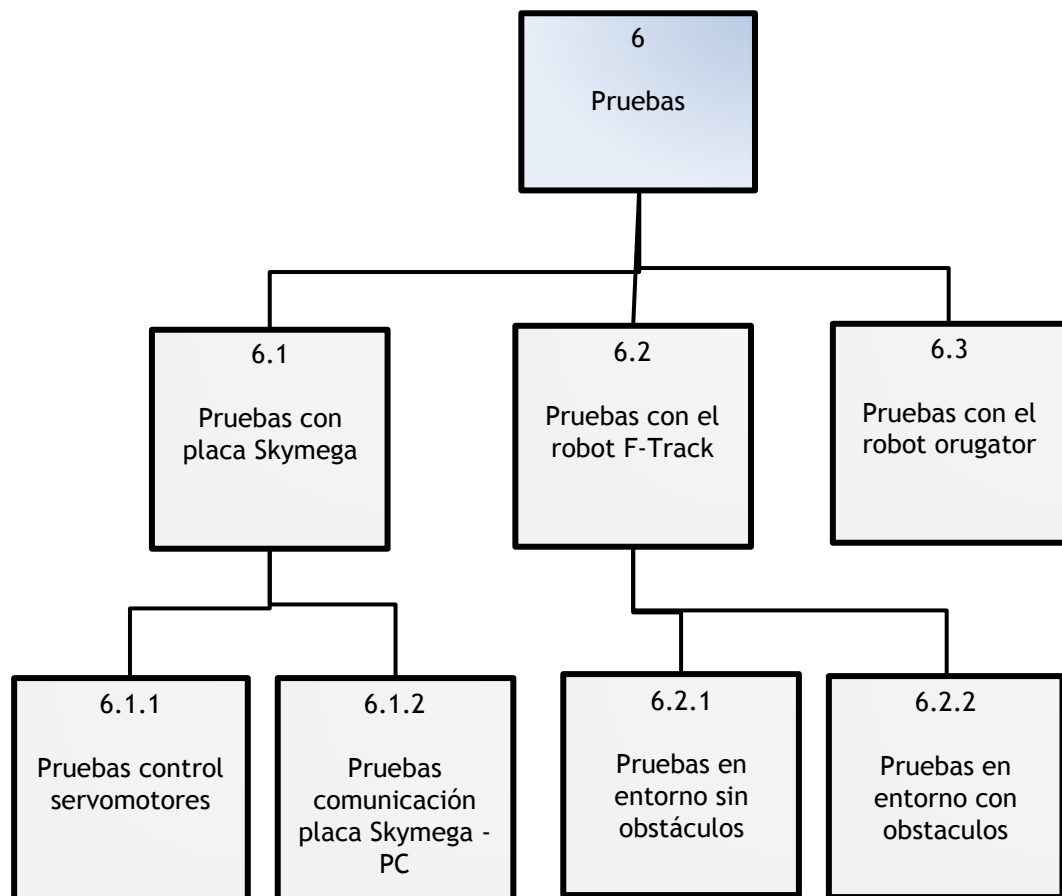 6
Pruebas
6.1
Pruebas con
placa Skymega
6.2
Pruebas con el
robot F-Track
6.3
Pruebas con el
robot orugator
6.1.1
Pruebas control
servomotores
6.1.2
Pruebas
comunicación
placa Skymega -
PC
6.2.1
Pruebas en
entorno sin
obstáculos
6.2.2
Pruebas en
entorno con
obstaculos